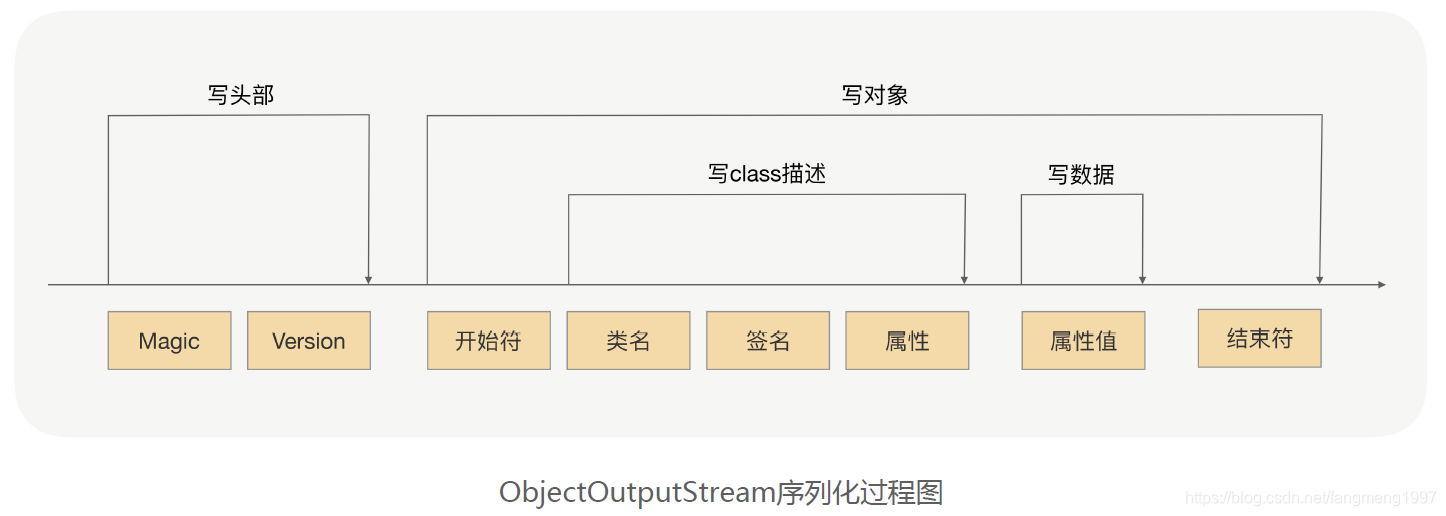 写头部
写对象
写class描述
写数据
Magic
Version
开始符
类名
签名
属性
属性值
结束符
ObjectOutputStream序列化过程图
https://blog.csdn.net/fangmeng1997